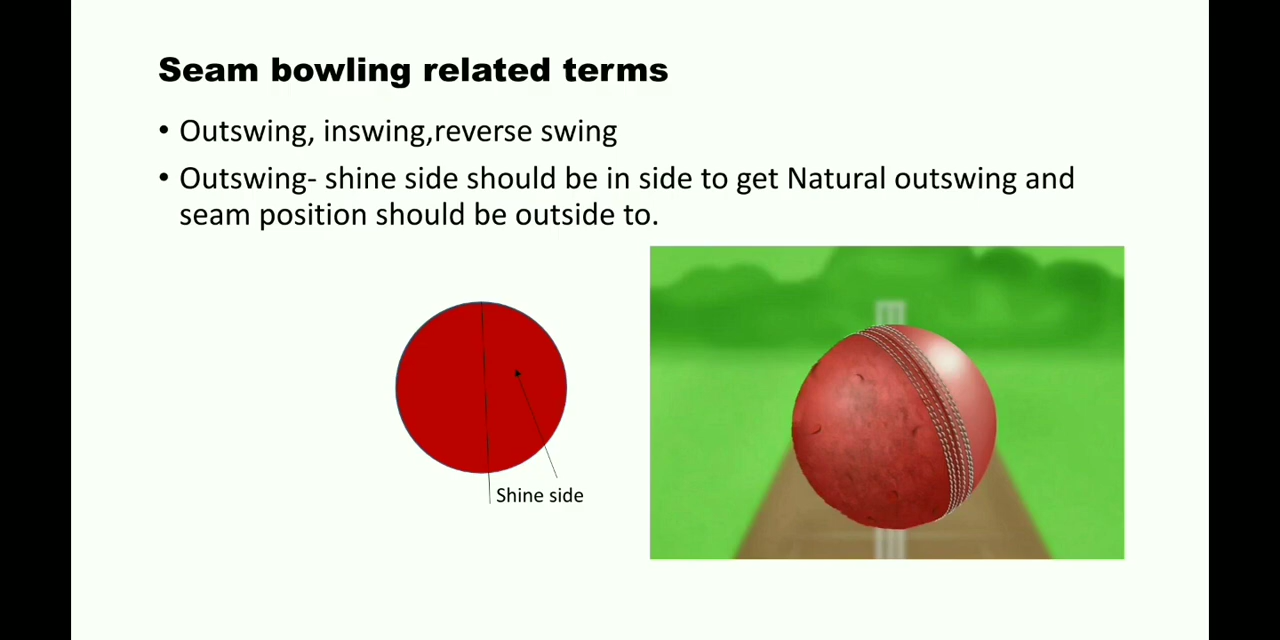 Seam bowling related terms
• Outswing, inswing,reverse swing
• Outswing- shine side should be in side to get Natural outswing and
seam position should be outside to.
Shine side